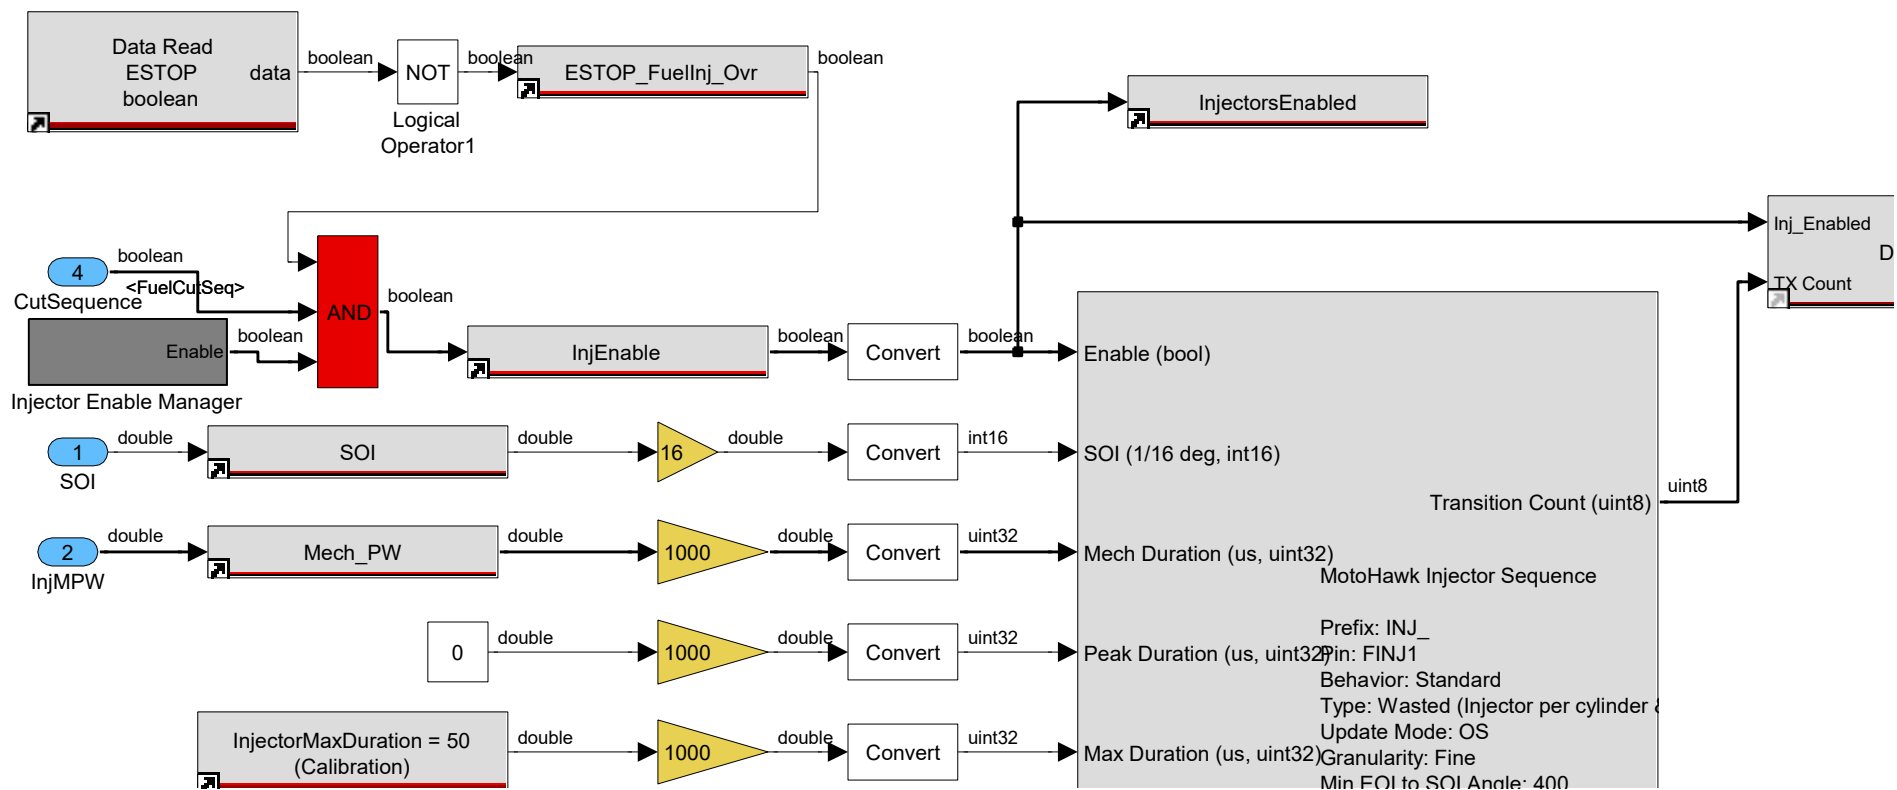 Data Read
ESTOP
boolean
data
boolean
NOT
boolean
ESTOP_FuelInj_Ovr
boolean
Logical
Operator1
InjectorsEnabled
Inj_Enabled
D
TX Count
4
boolean
<FuelCutSeq>
CutSequence
AND
boolean
Enable
boolean
Injector Enable Manager
InjEnable
boolean
Convert
boolean
Enable (bool)
1
SOI
double
SOI
double
16
double
Convert
int16
SOI (1/16 deg, int16)
Transition Count (uint8)
uint8
2
InjMPW
double
Mech_PW
double
1000
double
Convert
uint32
Mech Duration (us, uint32)
MotoHawk Injector Sequence
0
double
1000
double
Convert
uint32
Peak Duration (us, uint32)
Prefix: INJ_
Pin: FINJ1
Behavior: Standard
Type: Wasted (Injector per cylinder
Update Mode: OS
Granularity: Fine
Min EOI to SOI Angle: 400
InjectorMaxDuration = 50
(Calibration)
double
1000
double
Convert
uint32
Max Duration (us, uint32)